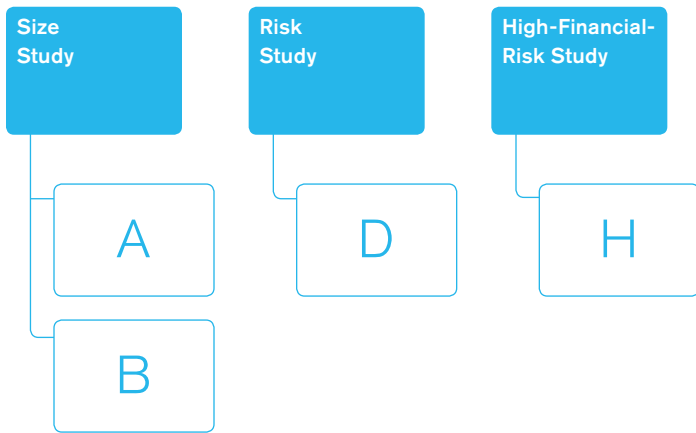 Size
Study
A
B
Risk
Study
D
High-Financial-
Risk Study
H